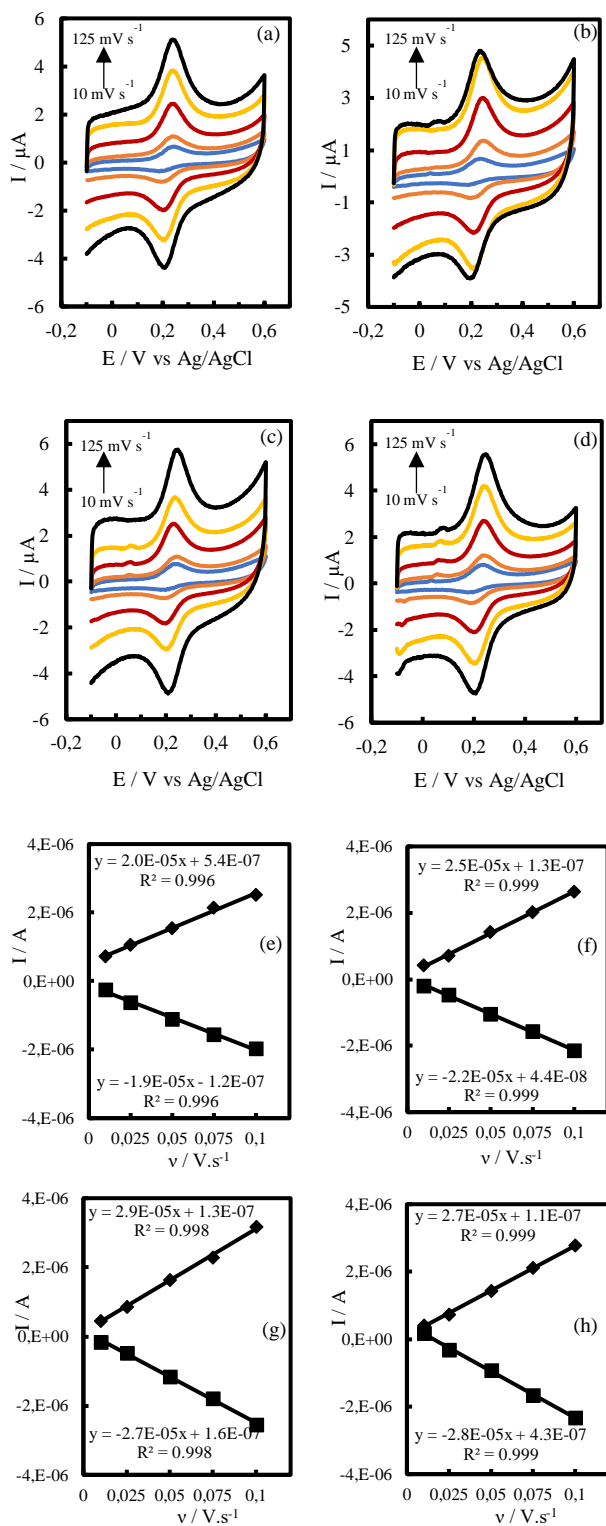 (a)
125 mV s-1
10 mV s-1
6
4
2
0
-2
-4
-6
I / µA
-0,2 0 0,2 0,4 0,6
E / V vs Ag/AgCl
(b)
125 mV s-1
10 mV s-1
5
3
1
-1
-3
-5
I / µA
-0,2 0 0,2 0,4 0,6
E / V vs Ag/AgCl
(c)
125 mV s-1
10 mV s-1
6
4
2
0
-2
-4
-6
I / µA
-0,2 0 0,2 0,4 0,6
E / V vs Ag/AgCl
(d)
125 mV s-1
10 mV s-1
6
4
2
0
-2
-4
-6
I / µA
-0,2 0 0,2 0,4 0,6
E / V vs Ag/AgCl
4,E-06
2,E-06
0,E+00
-2,E-06
-4,E-06
I / A
y = 2.0E-05x + 5.4E-07
R² = 0.996
(e)
y = -1.9E-05x - 1.2E-07
R² = 0.996
0 0,025 0,05 0,075 0,1
ν / V.s-1
4,E-06
2,E-06
0,E+00
-2,E-06
-4,E-06
I / A
y = 2.5E-05x + 1.3E-07
R² = 0.999
(f)
y = -2.2E-05x + 4.4E-08
R² = 0.999
0 0,025 0,05 0,075 0,1
ν / V.s-1
4,E-06
2,E-06
0,E+00
-2,E-06
-4,E-06
I / A
y = 2.9E-05x + 1.3E-07
R² = 0.998
(g)
y = -2.7E-05x + 1.6E-07
R² = 0.998
0 0,025 0,05 0,075 0,1
ν / V.s-1
4,E-06
2,E-06
0,E+00
-2,E-06
-4,E-06
I / A
y = 2.7E-05x + 1.1E-07
R² = 0.999
(h)
y = -2.8E-05x + 4.3E-07
R² = 0.999
0 0,025 0,05 0,075 0,1
ν / V.s-1